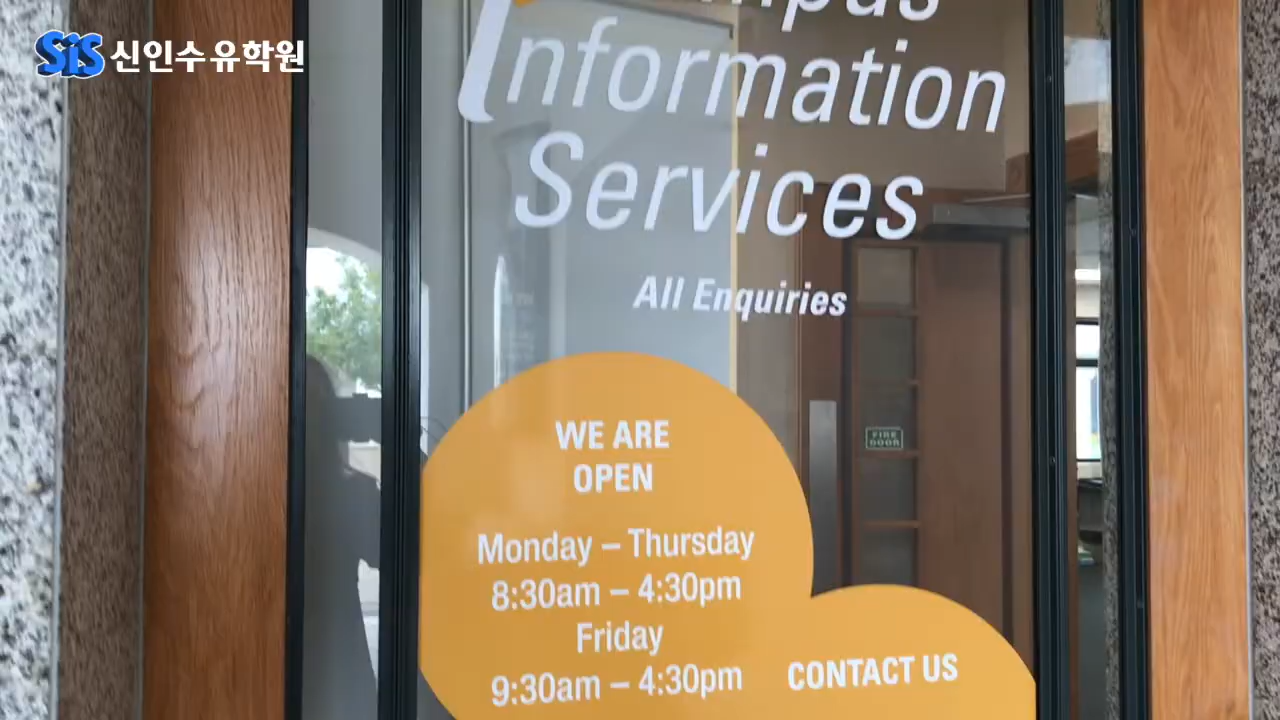 SiS 신인수유학원
Information
Services
All Enquiries
WE ARE
OPEN
Monday – Thursday
8:30am – 4:30pm
Friday
9:30am – 4:30pm
CONTACT US
FIRE
DOOR